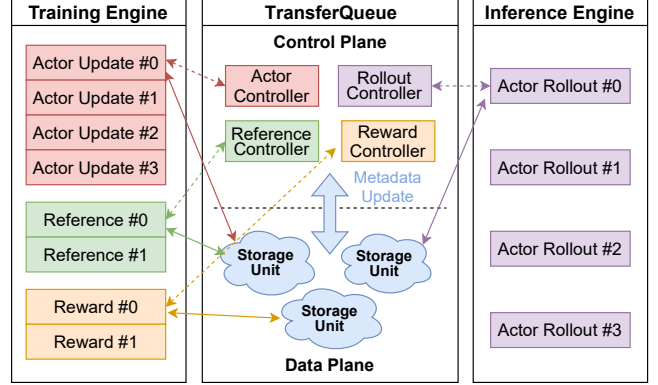 Training Engine
Actor Update #0
Actor Update #1
Actor Update #2
Actor Update #3
Reference #0
Reference #1
Reward #0
Reward #1
TransferQueue
Control Plane
Actor
Controller
Rollout
Controller
Reference
Controller
Reward
Controller
Metadata
Update
Storage
Unit
Storage
Unit
Storage
Unit
Data Plane
Inference Engine
Actor Rollout #0
Actor Rollout #1
Actor Rollout #2
Actor Rollout #3